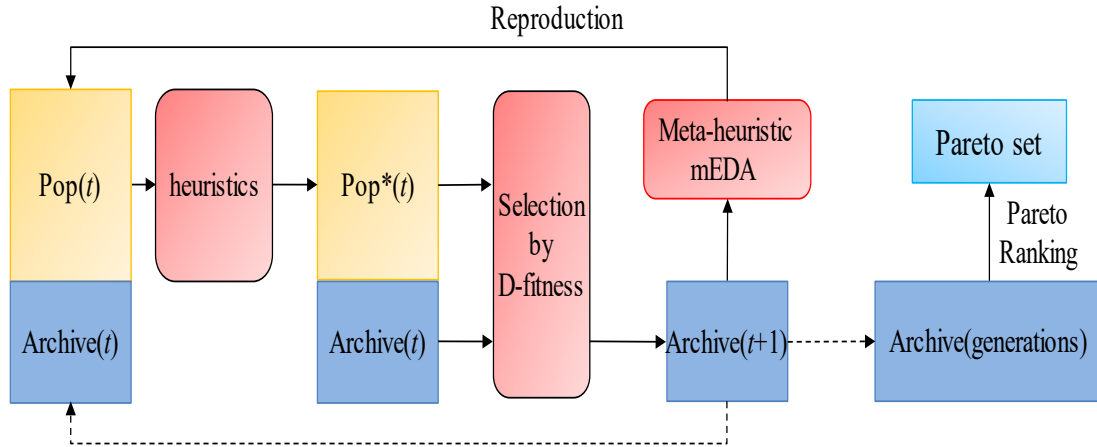 Reproduction
Pop(t)
heuristics
Pop*(t)
Selection
by
D-fitness
Meta-heuristic
mEDA
Pareto set
Pareto
Ranking
Archive(t)
Archive(t)
Archive(t+1)
Archive(generations)